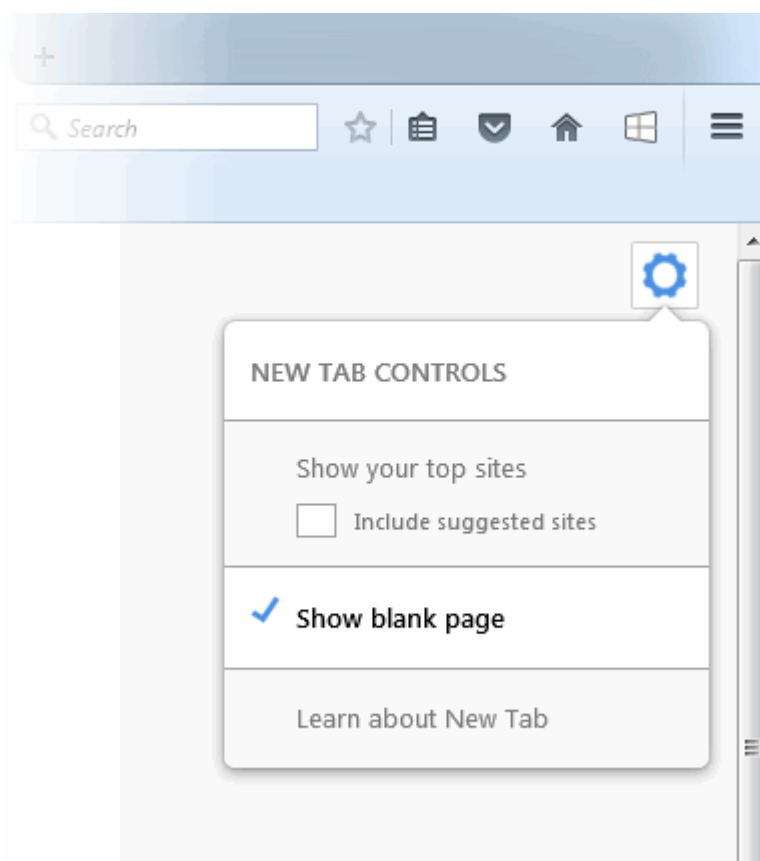 Search
NEW TAB CONTROLS
Show your top sites
Include suggested sites
Show blank page
Learn about New Tab